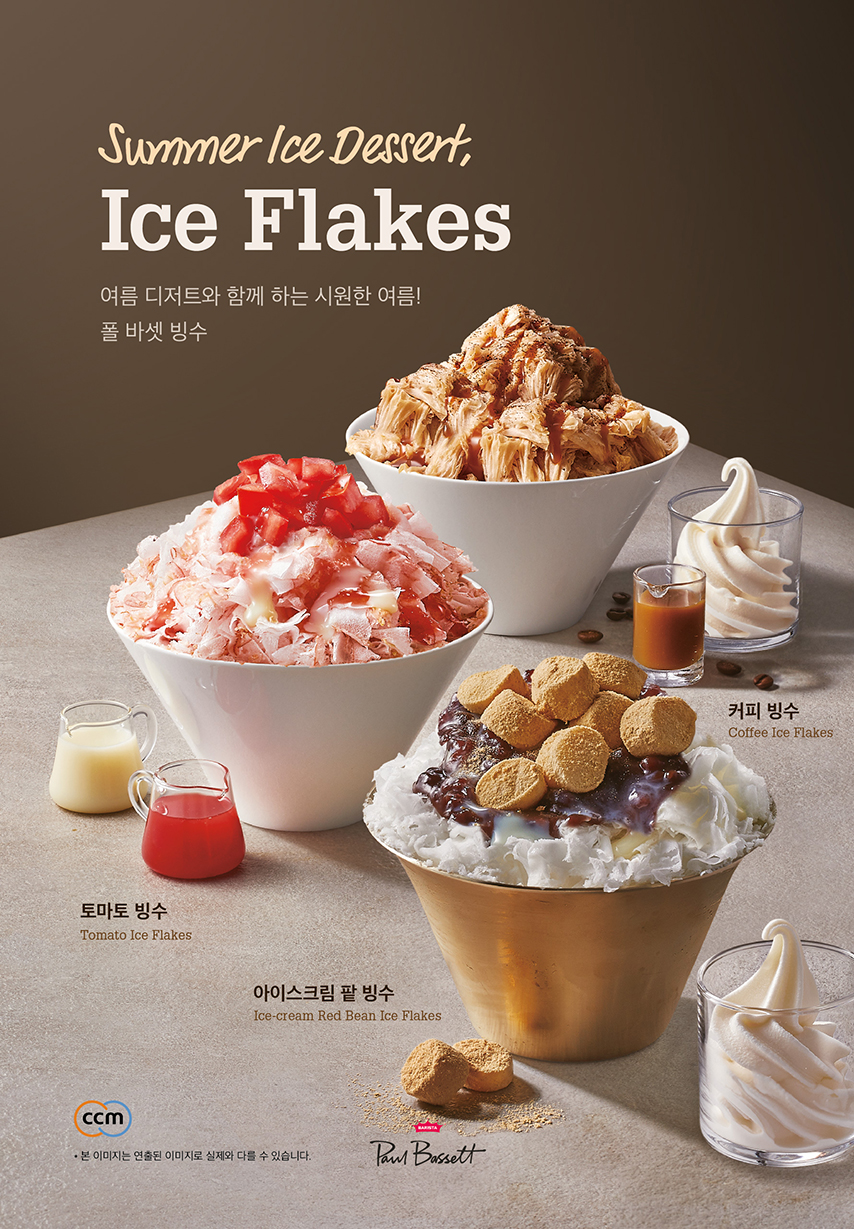 Summer Ice Dessert,
Ice Flakes
여름 디저트와 함께 하는 시원한 여름!
폴 바셋 빙수
커피 빙수
Coffee Ice Flakes
토마토 빙수
Tomato Ice Flakes
아이스크림 팥 빙수
Ice-cream Red Bean Ice Flakes
ccm
• 본 이미지는 연출된 이미지로 실제와 다를 수 있습니다.
BARISTA
Paul Bassett